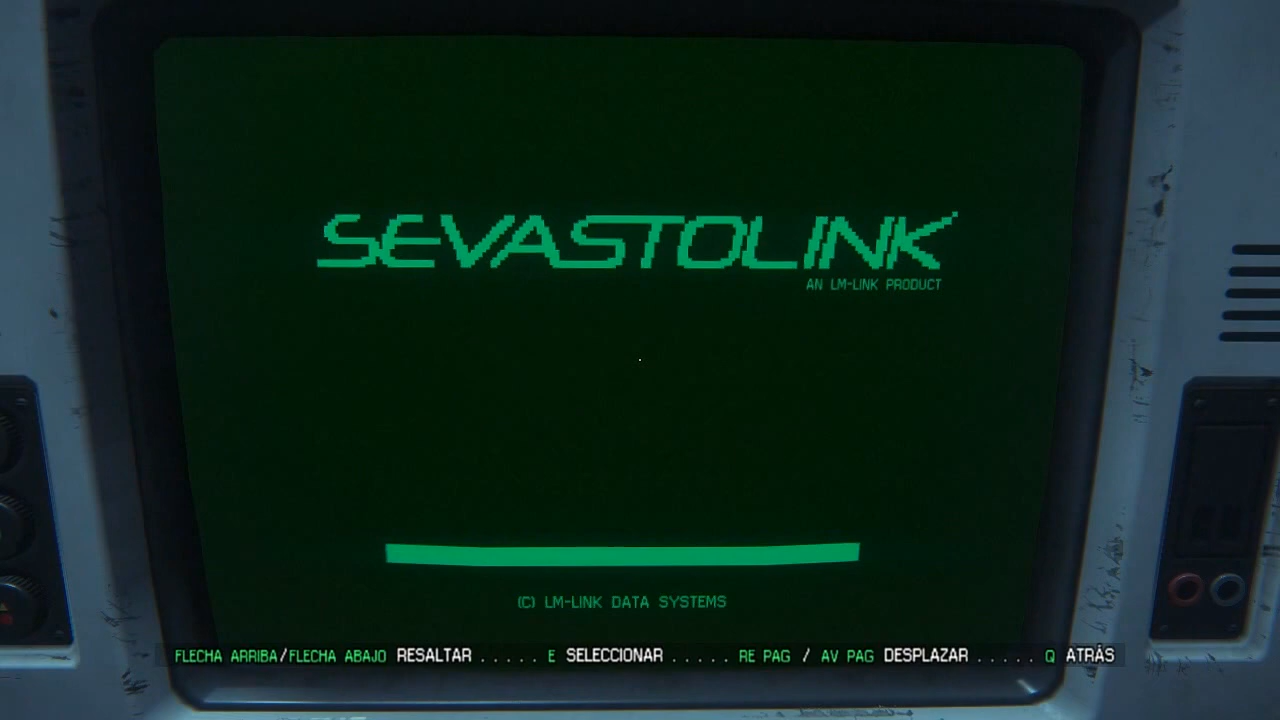 SEVASTOLINK
AN LM-LINK PRODUCT
(C) LM-LINK DATA SYSTEMS
FLECHA ARRIBA/FLECHA ABAJO RESALTAR ..... E SELECCIONAR ..... RE PAG / AV PAG DESPLAZAR ..... Q ATRÁS